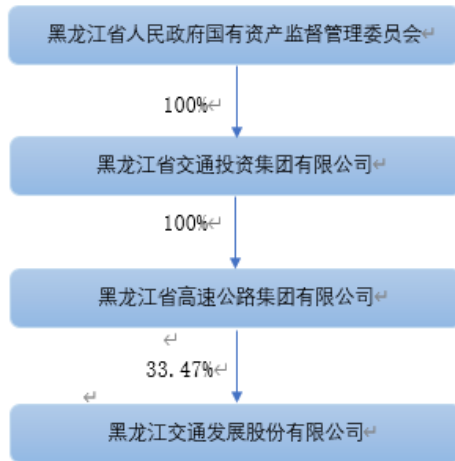 黑龙江省人民政府国有资产监督管理委员会
100%
黑龙江省交通投资集团有限公司
100%
黑龙江省高速公路集团有限公司
33.47%
黑龙江交通发展股份有限公司